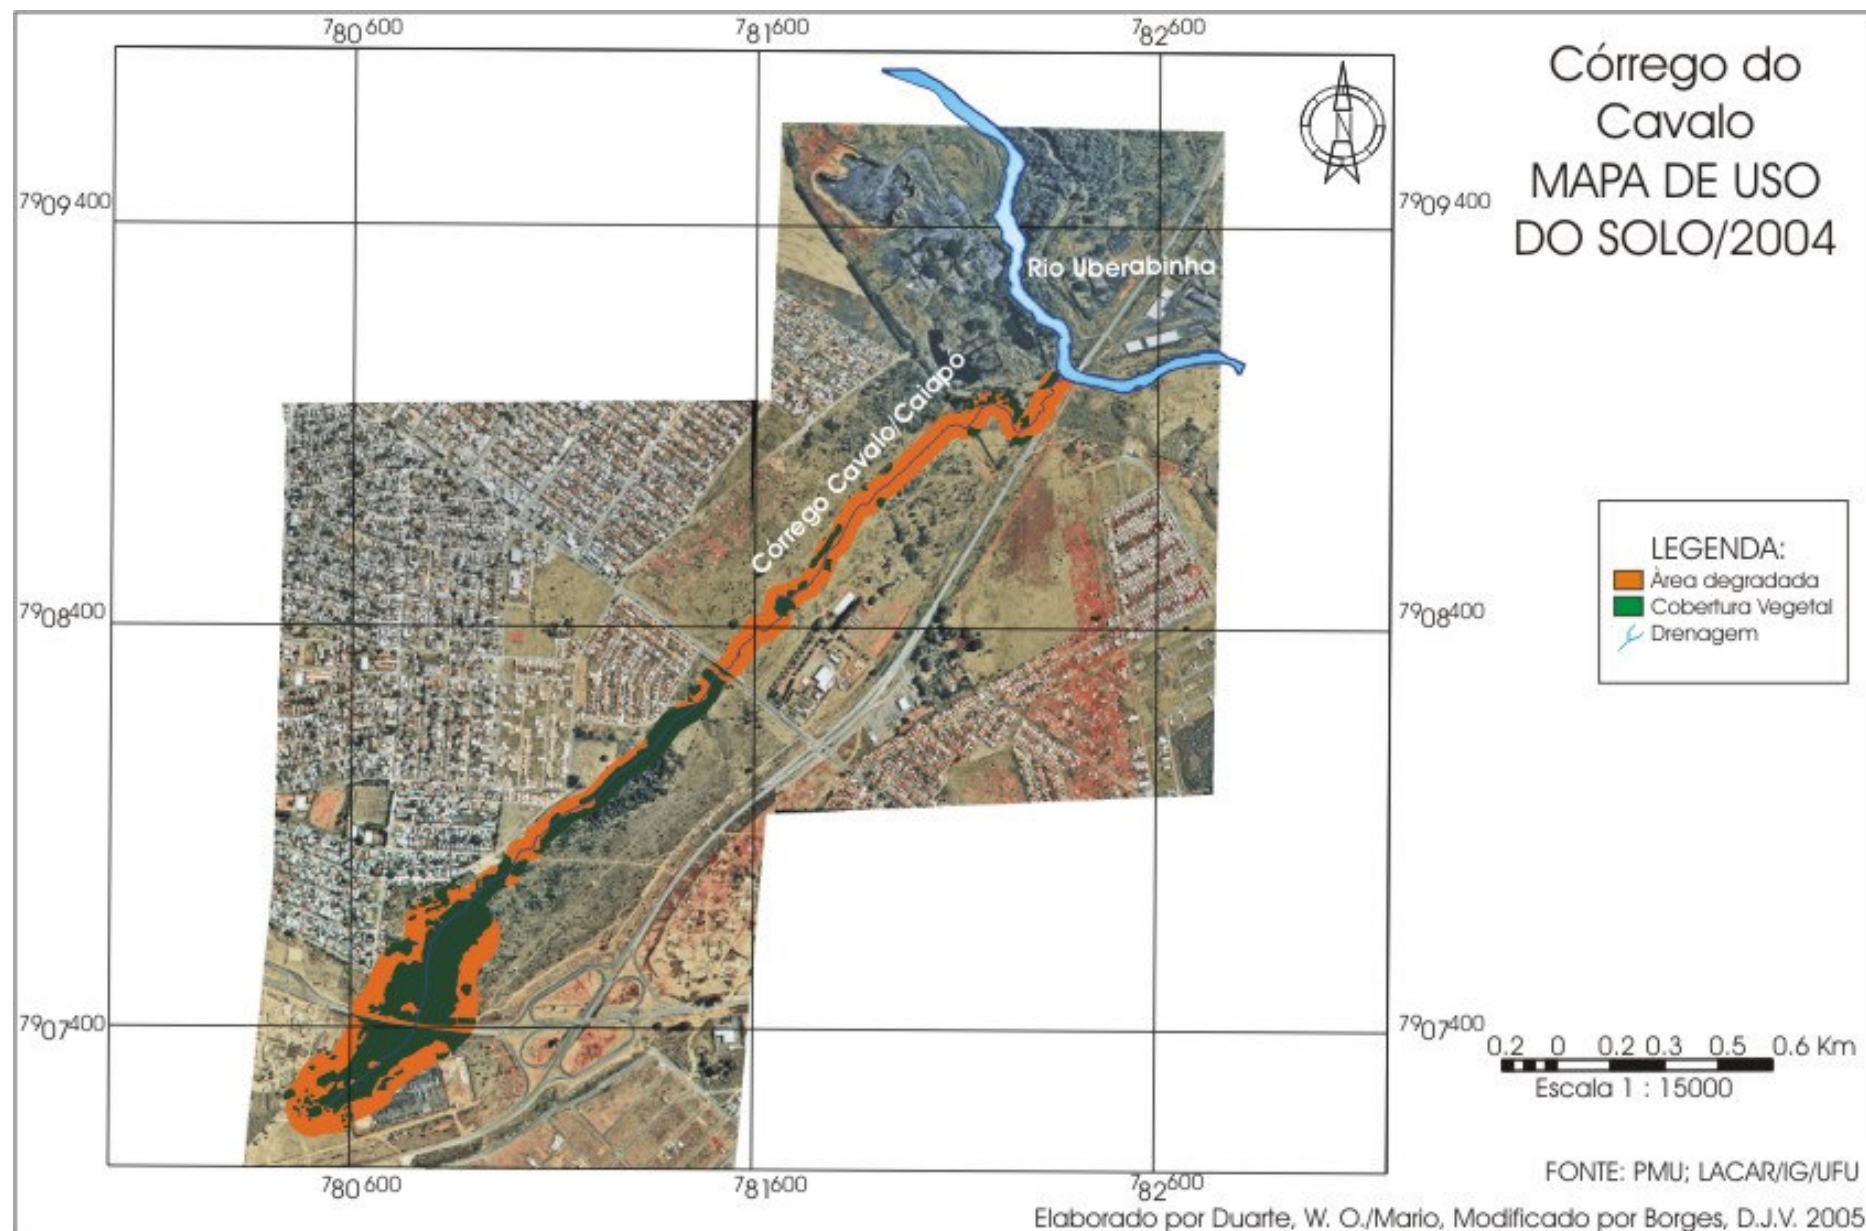 780600 781600 782600
Córrego do
Cavalo
MAPA DE USO
DO SOLO/2004
7909400 7909400
Rio Uberabinha
Córrego Cavalo/Caiapó
LEGENDA:
Àrea degradada
Cobertura Vegetal
Drenagem
7908400 7908400
7907400 7907400
0.2 0 0.2 0.3 0.5 0.6 Km
Escala 1 : 15000
780600 781600 782600
FONTE: PMU; LACAR/IG/UFU
Elaborado por Duarte, W. O./Mario, Modificado por Borges, D.J.V. 2005